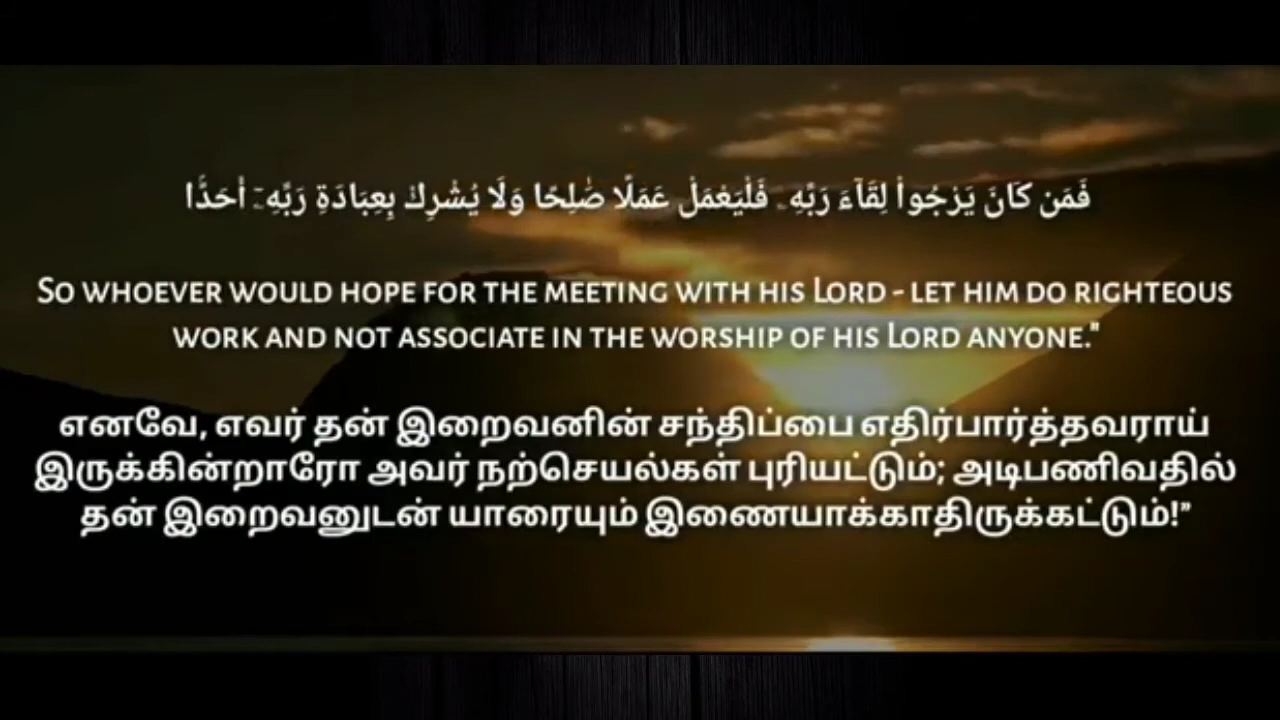 فَمَن كَانَ يَرْجُوا۟ لِقَآءَ رَبِّهِۦ فَلْيَعْمَلْ عَمَلًا صَٰلِحًا وَلَا يُشْرِكْ بِعِبَادَةِ رَبِّهِۦٓ أَحَدًۢا
So whoever would hope for the meeting with his Lord - let him do righteous
work and not associate in the worship of his Lord anyone."
எனவே, எவர் தன் இறைவனின் சந்திப்பை எதிர்பார்த்தவராய்
இருக்கின்றாரோ அவர் நற்செயல்கள் புரியட்டும்; அடிபணிவதில்
தன் இறைவனுடன் யாரையும் இணையாக்காதிருக்கட்டும்!”